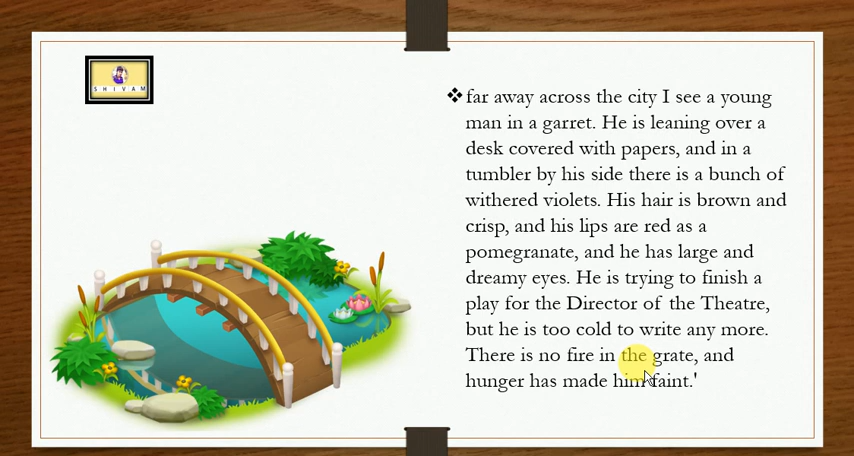 SHIVAM
❖far away across the city I see a young
man in a garret. He is leaning over a
desk covered with papers, and in a
tumbler by his side there is a bunch of
withered violets. His hair is brown and
crisp, and his lips are red as a
pomegranate, and he has large and
dreamy eyes. He is trying to finish a
play for the Director of the Theatre,
but he is too cold to write any more.
There is no fire in the grate, and
hunger has made him faint.'